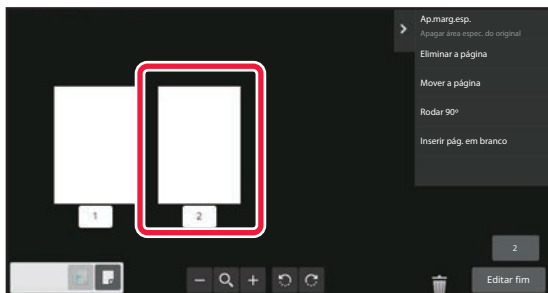 Ap.marg.esp.
Apagar área espec. do original
Eliminar a página
Mover a página
Rodar 90º
Inserir pág. em branco
1
2
2
Editar fim